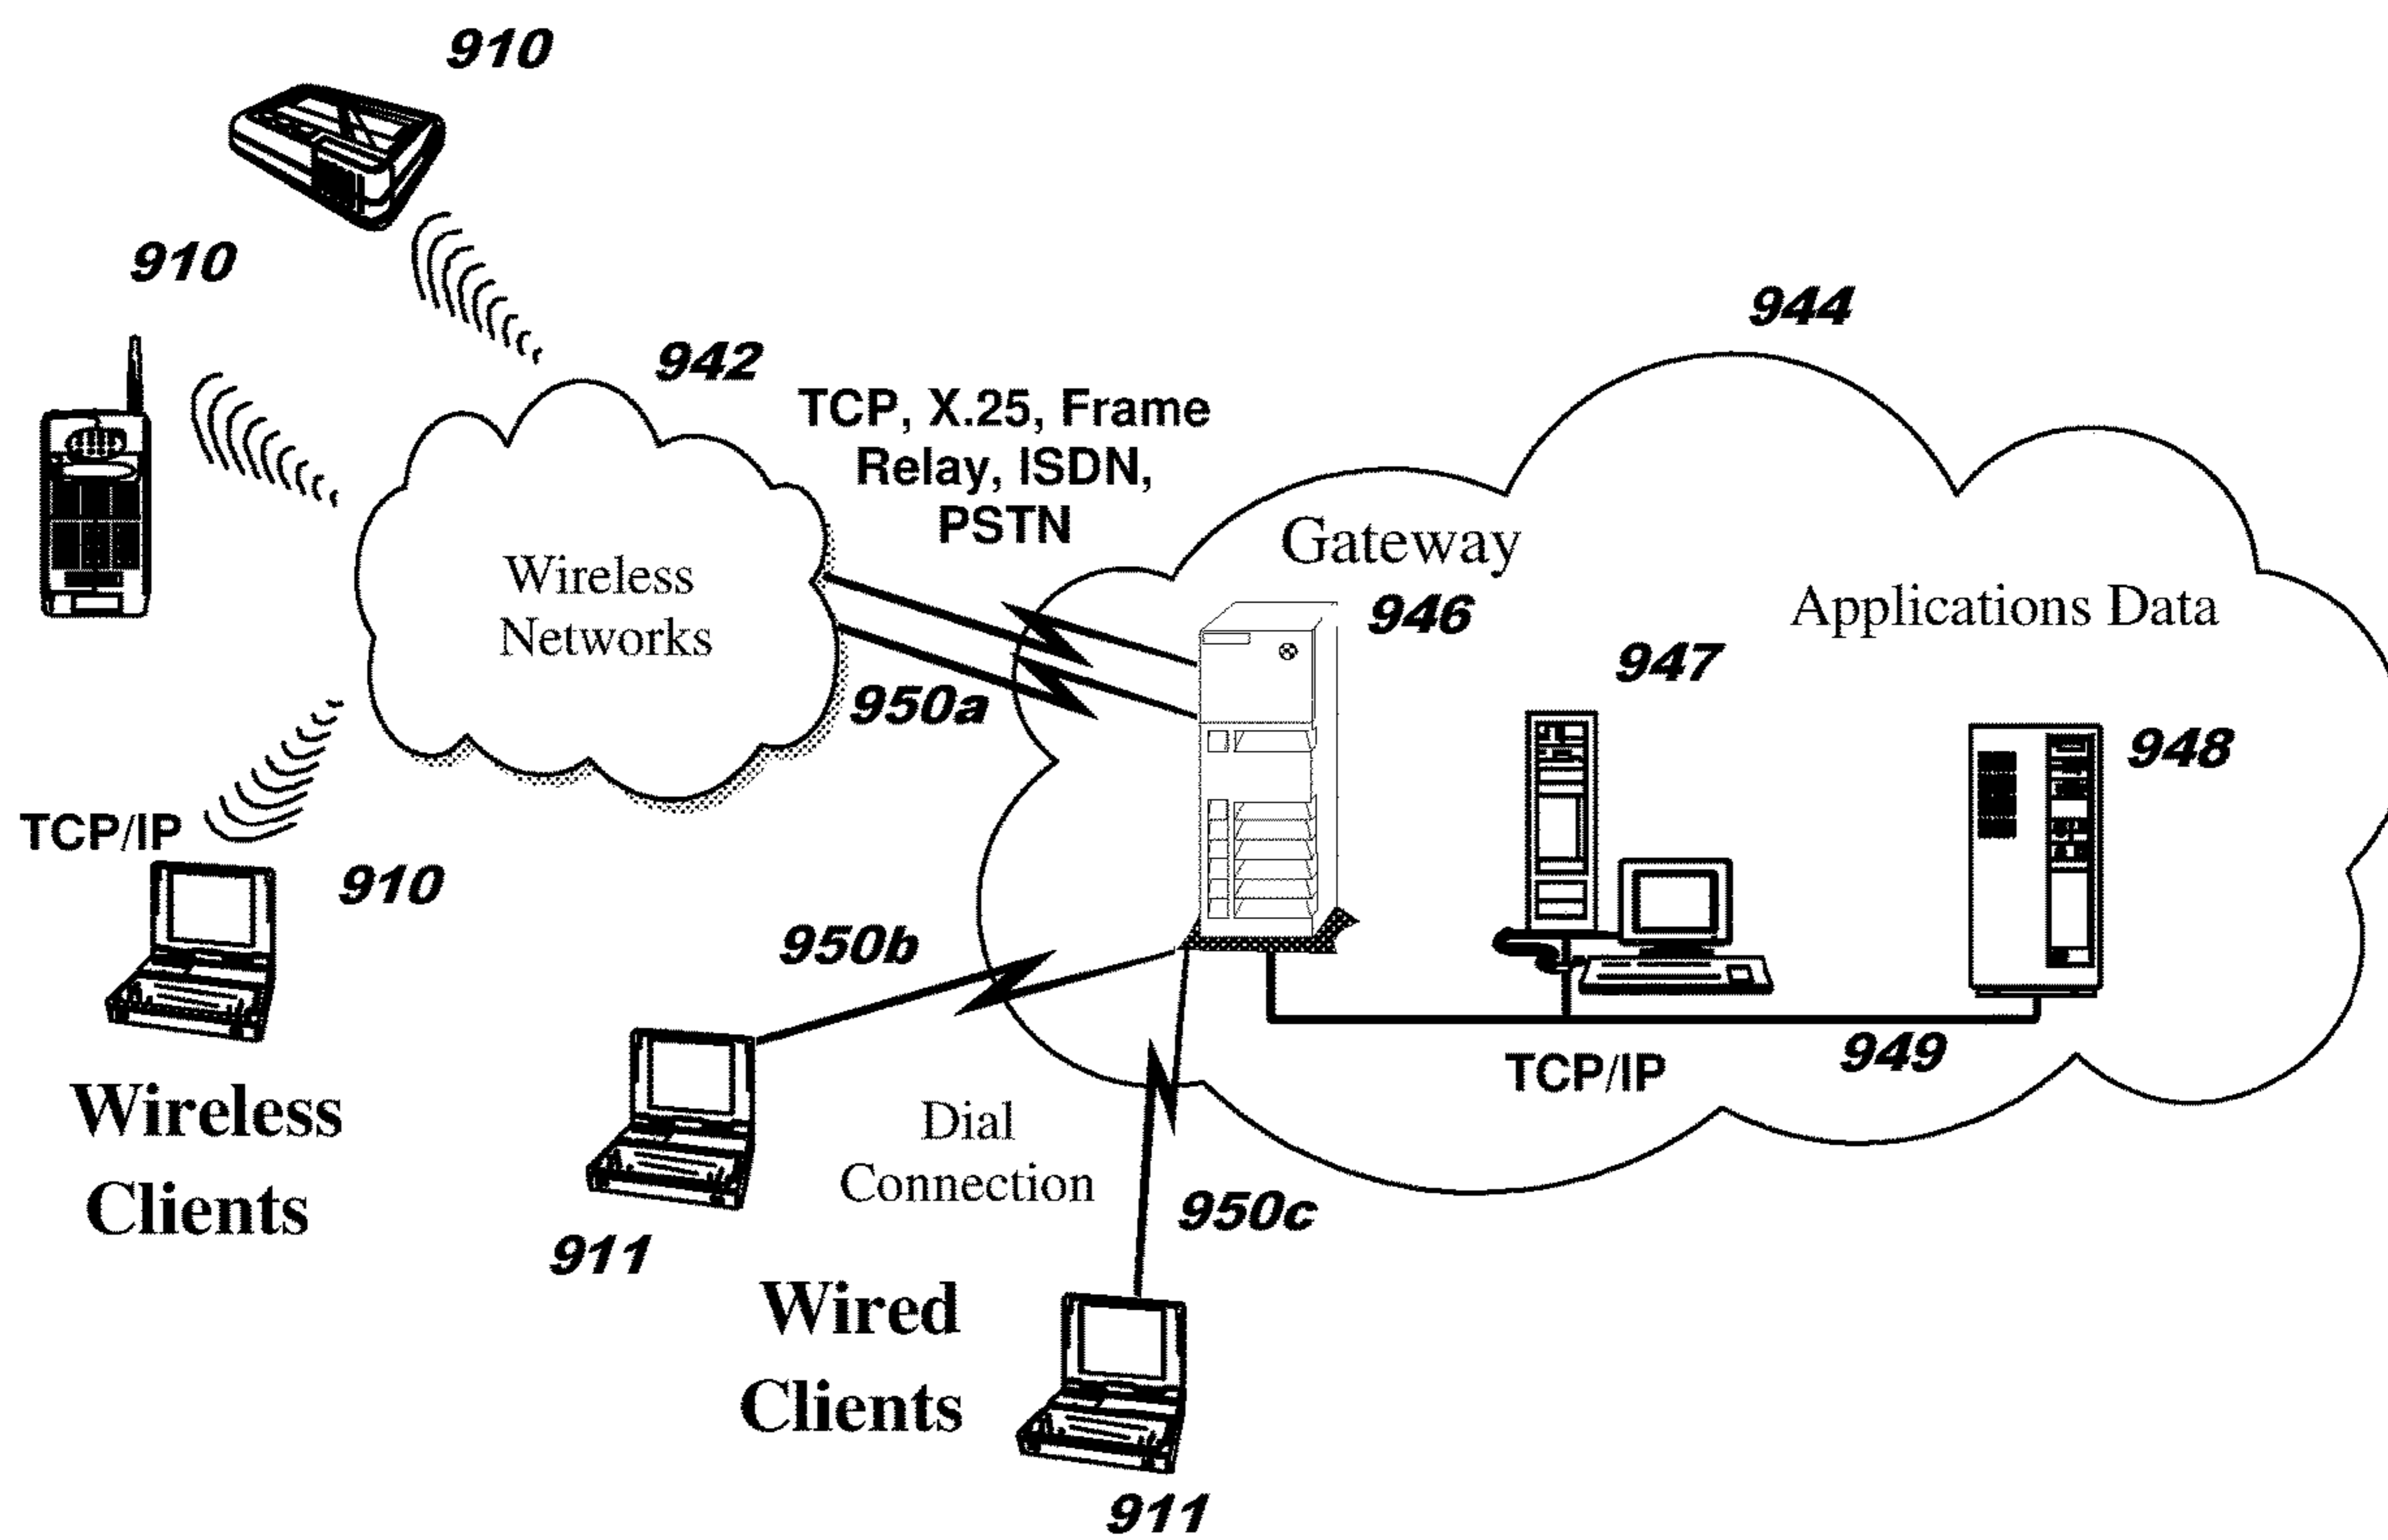 910
910
942
944
TCP, X.25, Frame
Relay, ISDN,
PSTN
Gateway
946
Wireless
Networks
Applications Data
947
950a
948
TCP/IP
910
950b
949
TCP/IP
Wireless
Clients
Dial
Connection
950c
911
Wired
Clients
911